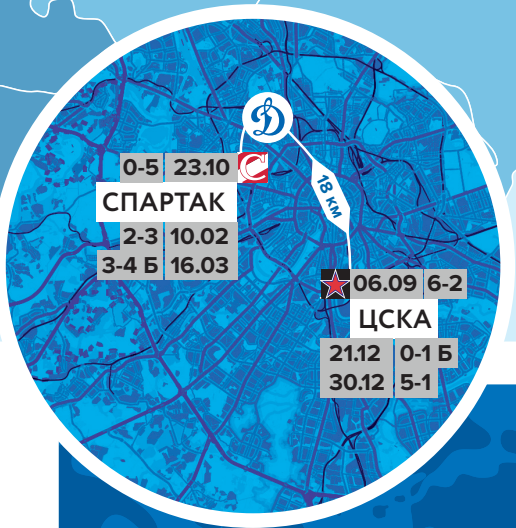 Д
0-5 23.10 С
СПАРТАК
2-3 10.02
3-4 Б 16.03
18 КМ
06.09 6-2
ЦСКА
21.12 0-1 Б
30.12 5-1